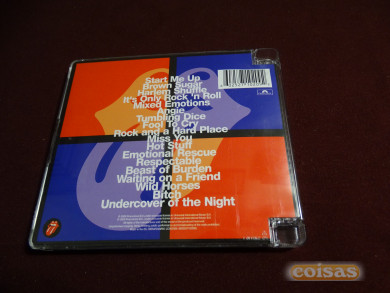 Start Me Up
Brown Sugar
Harlem Shuffle
It's Only Rock 'n Roll
Mixed Emotions
Angie
Tumbling Dice
Fool To Cry
Rock and a Hard Place
Miss You
Hot Stuff
Emotional Rescue
Respectable
Beast of Burden
Waiting on a Friend
Wild Horses
Bitch
Undercover of the Night
coisas